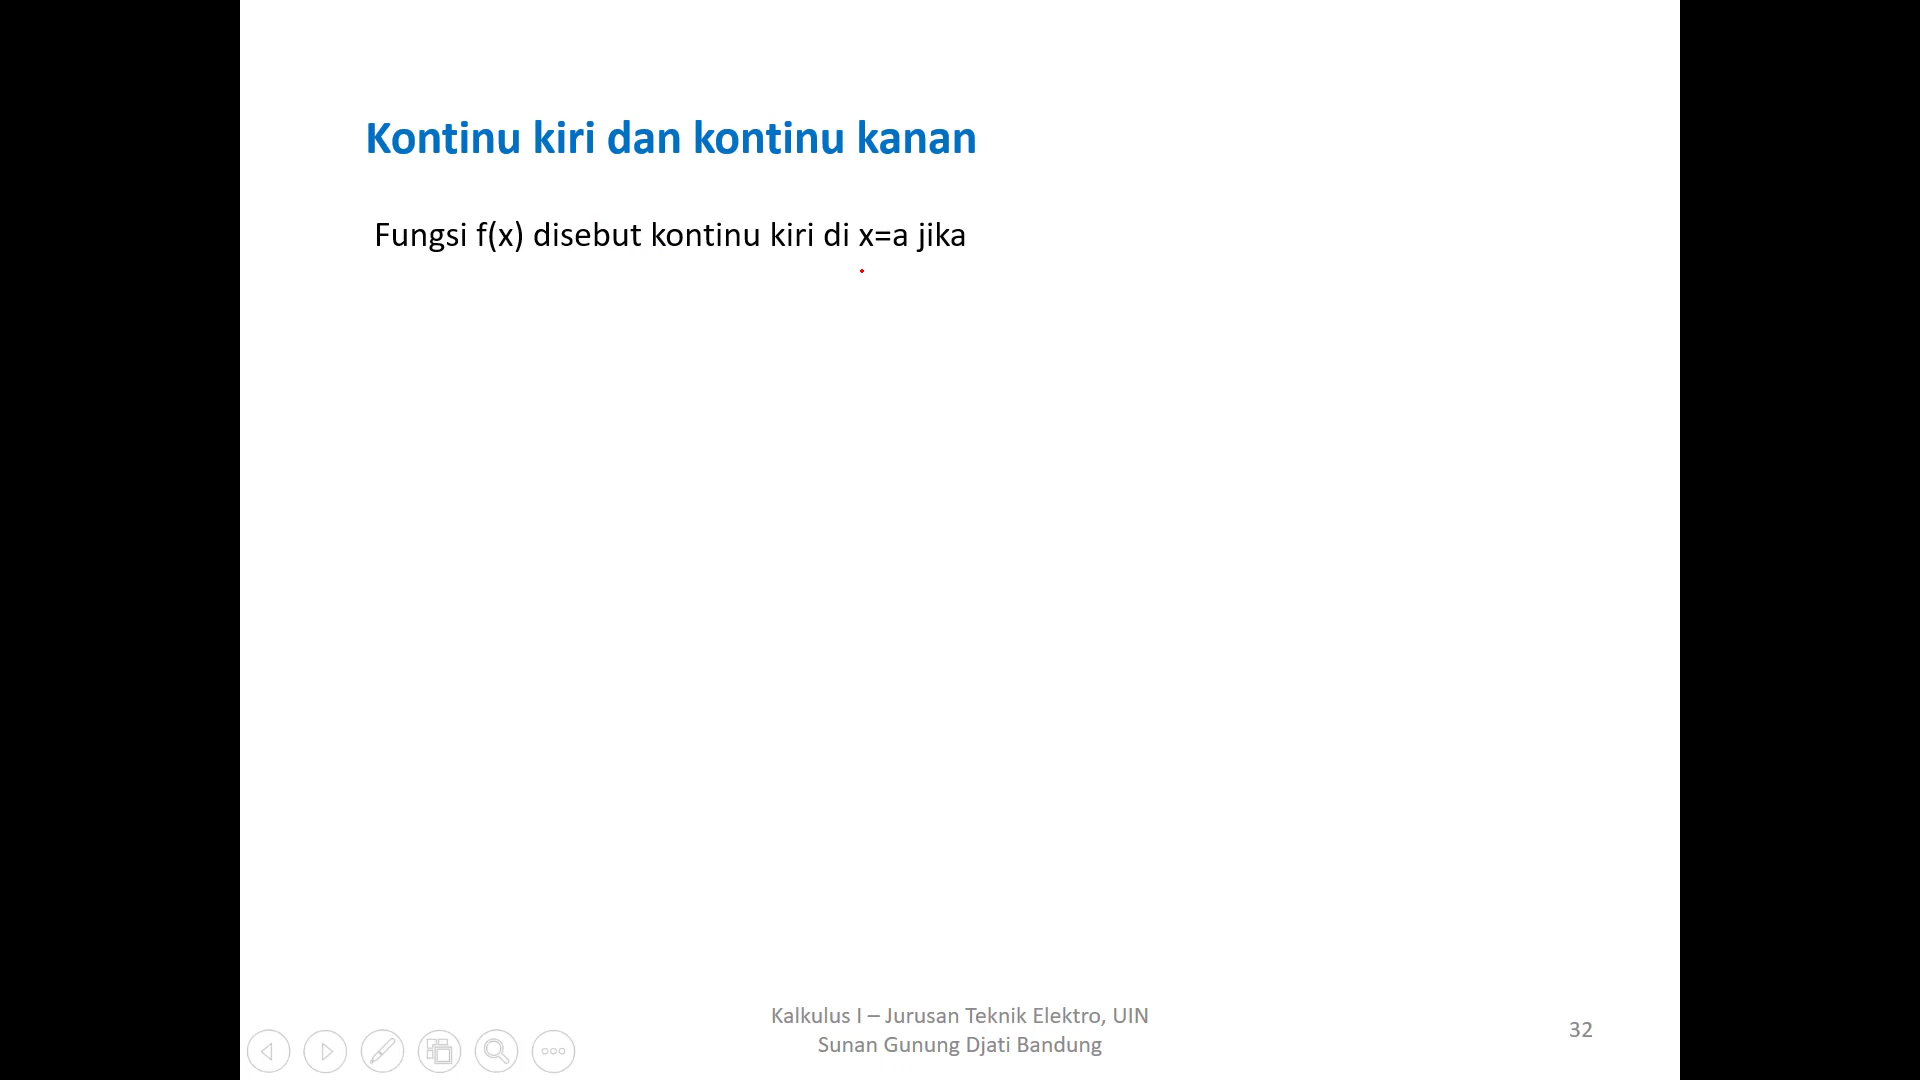 Kontinu kiri dan kontinu kanan
Fungsi f(x) disebut kontinu kiri di x=a jika
Kalkulus I – Jurusan Teknik Elektro, UIN
Sunan Gunung Djati Bandung
32